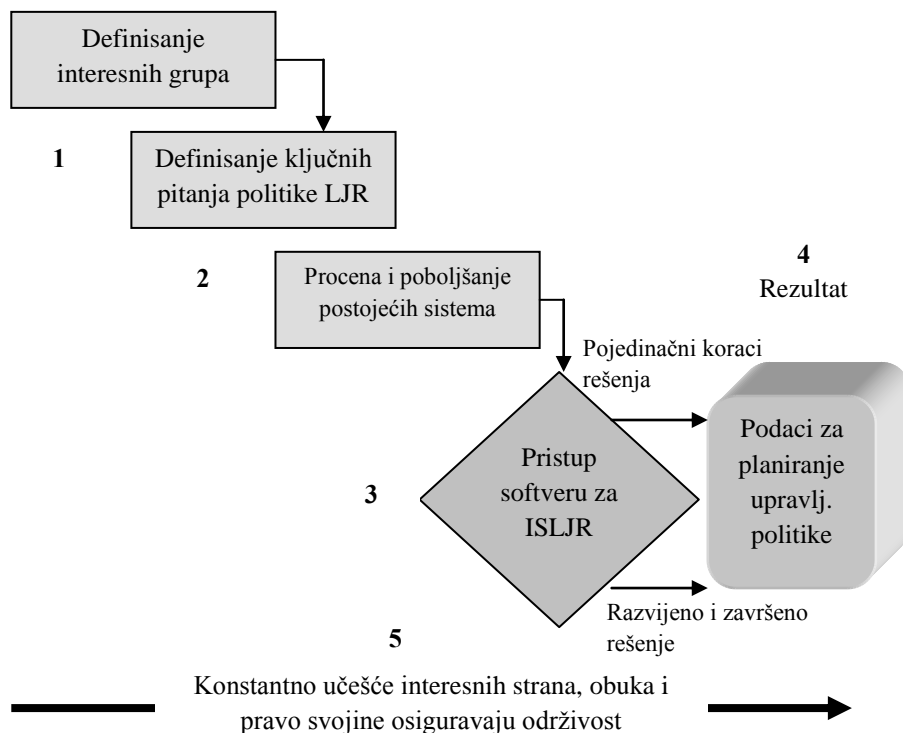 Definisanje
interesnih grupa
1
Definisanje ključnih
pitanja politike LJR
2
Procena i poboljšanje
postojećih sistema
4
Rezultat
Pojedinačni koraci
rešenja
3
Pristup
softveru za
ISLJR
Podaci za
planiranje
upravlj.
politike
Razvijeno i završeno
rešenje
5
Konstantno učešće interesnih strana, obuka i
pravo svojine osiguravaju održivost